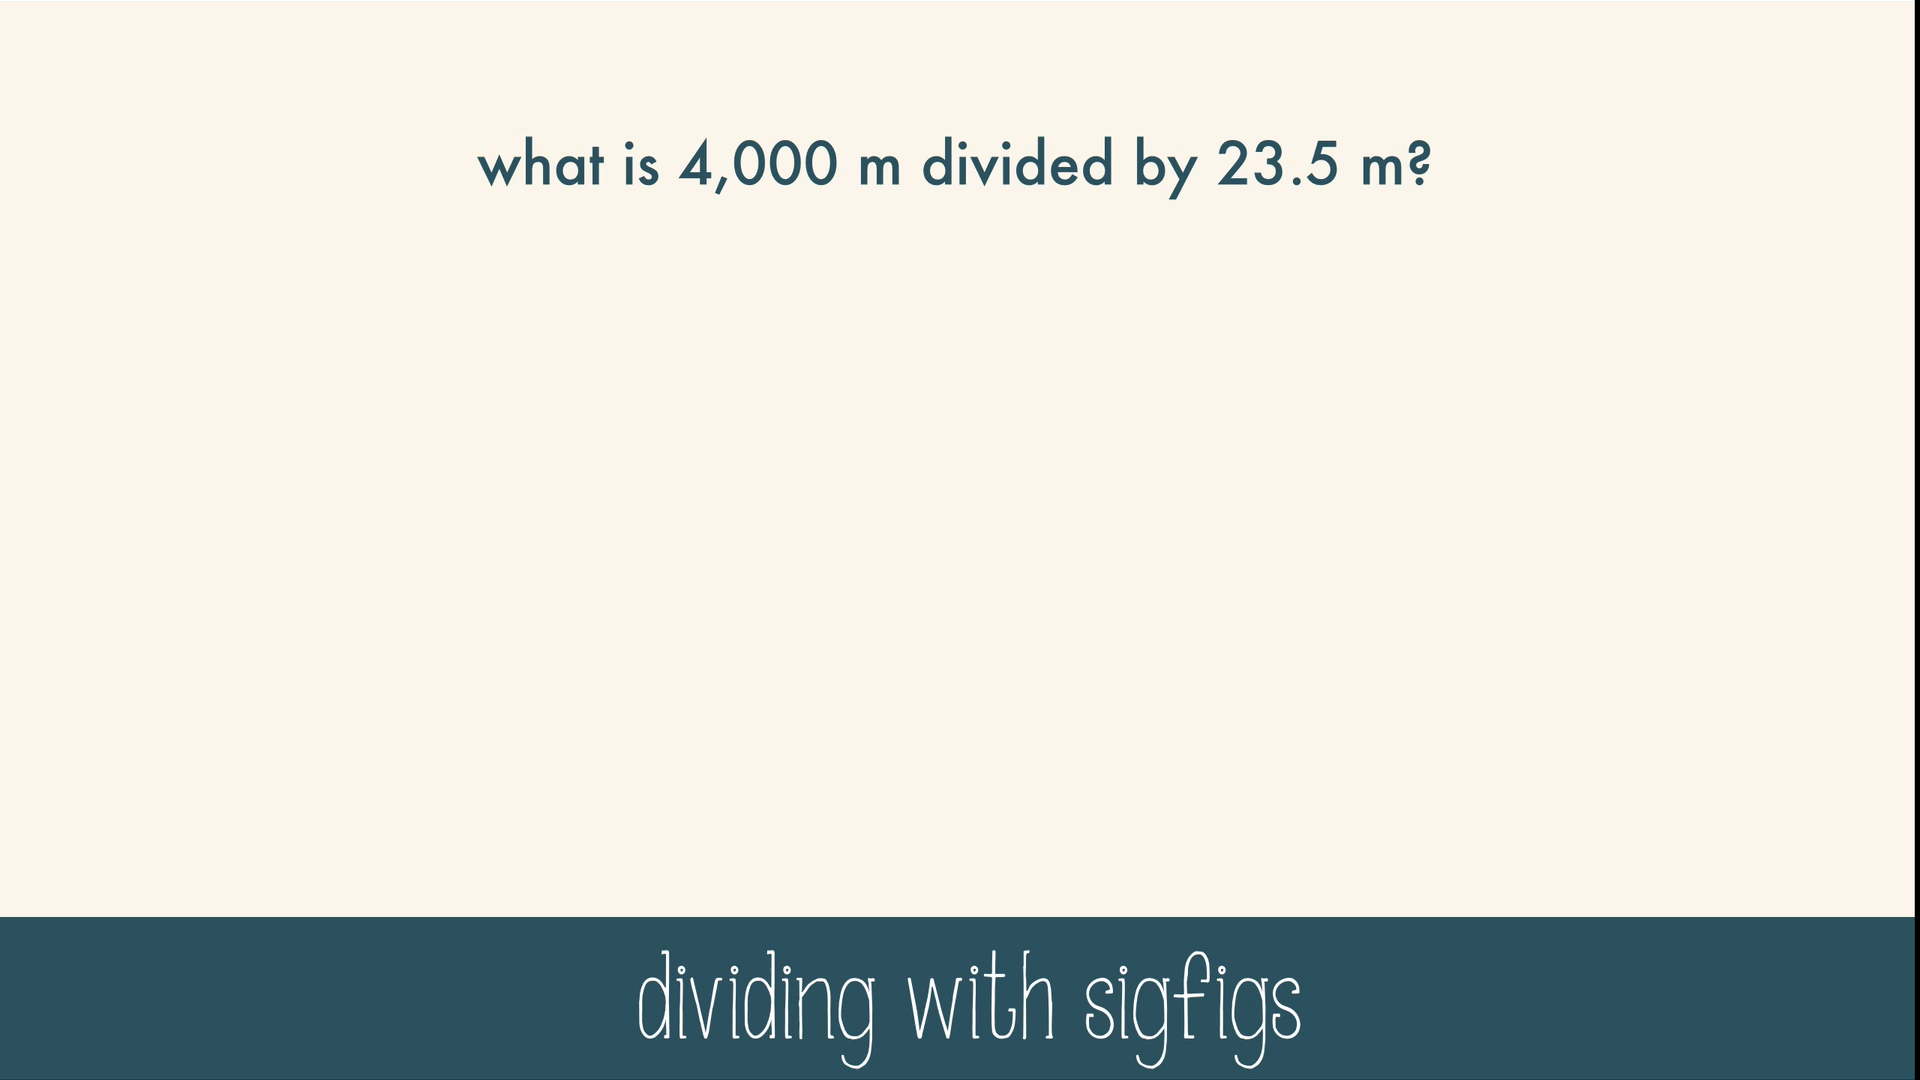 what is 4,000 m divided by 23.5 m?
dividing with sigfigs